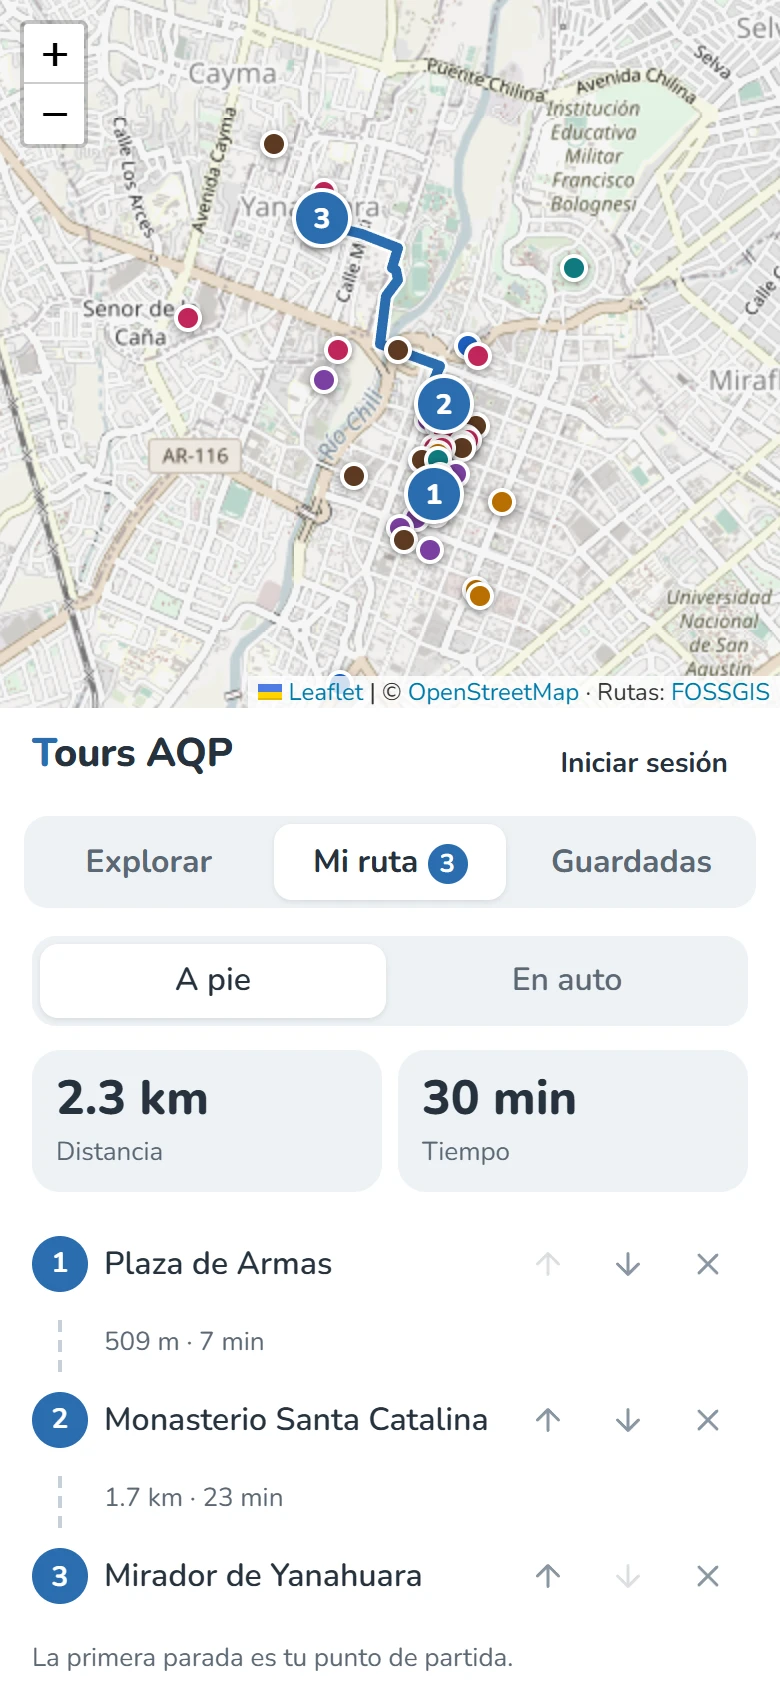 +
−
Cayma
Puente Chilina
Avenida Chilina
Selva
Calle Los Arces
Avenida Cayma
Institución
Educativa
Militar
Francisco
Bolognesi
3
Señor de
Caña
2
AR-116
Río Chili
1
Universidad
Nacional
de San
Agustín
Leaflet | © OpenStreetMap · Rutas: FOSSGIS
Tours AQP
Iniciar sesión
Explorar
Mi ruta 3
Guardadas
A pie
En auto
2.3 km
Distancia
30 min
Tiempo
1 Plaza de Armas
509 m · 7 min
2 Monasterio Santa Catalina
1.7 km · 23 min
3 Mirador de Yanahuara
La primera parada es tu punto de partida.